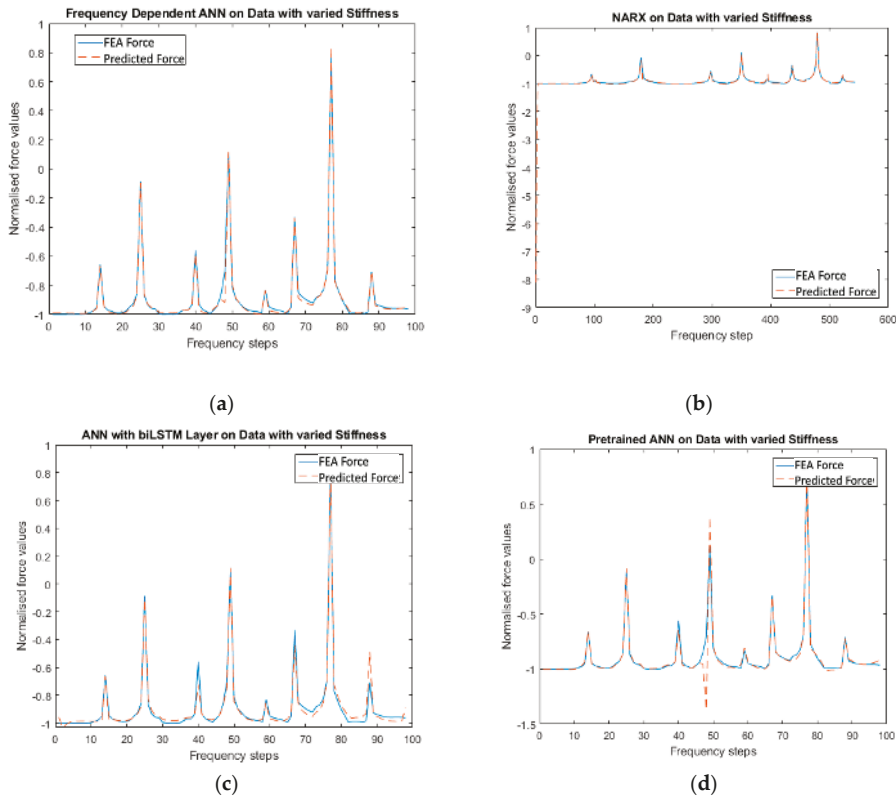 Frequency Dependent ANN on Data with varied Stiffness
1
0.8
0.6
0.4
0.2
0
-0.2
-0.4
-0.6
-0.8
-1
Normalised force values
FEA Force
Predicted Force
0 10 20 30 40 50 60 70 80 90 100
Frequency steps
(a)
NARX on Data with varied Stiffness
1
0
-1
-2
-3
-4
-5
-6
-7
-8
-9
Normalised force values
FEA Force
Predicted Force
0 100 200 300 400 500 600
Frequency step
(b)
ANN with biLSTM Layer on Data with varied Stiffness
1
0.8
0.6
0.4
0.2
0
-0.2
-0.4
-0.6
-0.8
-1
Normalised force values
FEA Force
Predicted Force
0 10 20 30 40 50 60 70 80 90 100
Frequency steps
(c)
Pretrained ANN on Data with varied Stiffness
1
0.5
0
-0.5
-1
-1.5
Normalised force values
FEA Force
Predicted Force
0 10 20 30 40 50 60 70 80 90 100
Frequency steps
(d)